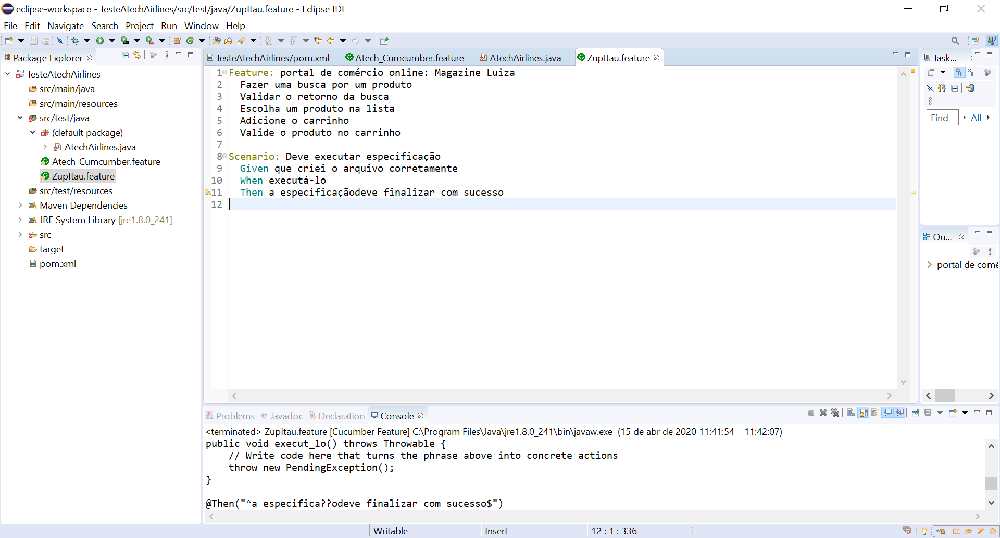 eclipse-workspace - TesteAtechAirlines/src/test/java/ZupItau.feature - Eclipse IDE
File Edit Navigate Search Project Run Window Help
Package Explorer
TesteAtechAirlines
src/main/java
src/main/resources
src/test/java
(default package)
AtechAirlines.java
Atech_Cumcumber.feature
ZupItau.feature
src/test/resources
Maven Dependencies
JRE System Library [jre1.8.0_241]
src
target
pom.xml
TesteAtechAirlines/pom.xml Atech_Cumcumber.feature AtechAirlines.java ZupItau.feature
1 Feature: portal de comércio online: Magazine Luiza
2 Fazer uma busca por um produto
3 Validar o retorno da busca
4 Escolha um produto na lista
5 Adicione o carrinho
6 Valide o produto no carrinho
7
8 Scenario: Deve executar especificação
9 Given que criei o arquivo corretamente
10 When executá-lo
11 Then a especificaçãodeve finalizar com sucesso
12
Task...
Find All
Ou...
portal de comé
Problems Javadoc Declaration Console
<terminated> ZupItau.feature [Cucumber Feature] C:\Program Files\Java\jre1.8.0_241\bin\javaw.exe (15 de abr de 2020 11:41:54 – 11:42:07)
public void execut_lo() throws Throwable {
// Write code here that turns the phrase above into concrete actions
throw new PendingException();
}
@Then("^a especifica??odeve finalizar com sucesso$")
Writable Insert 12 : 1 : 336